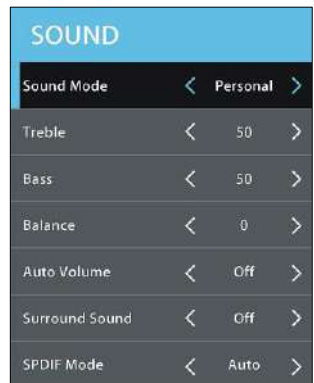 SOUND
Sound Mode < Personal >
Treble < 50 >
Bass < 50 >
Balance < 0 >
Auto Volume < Off >
Surround Sound < Off >
SPDIF Mode < Auto >